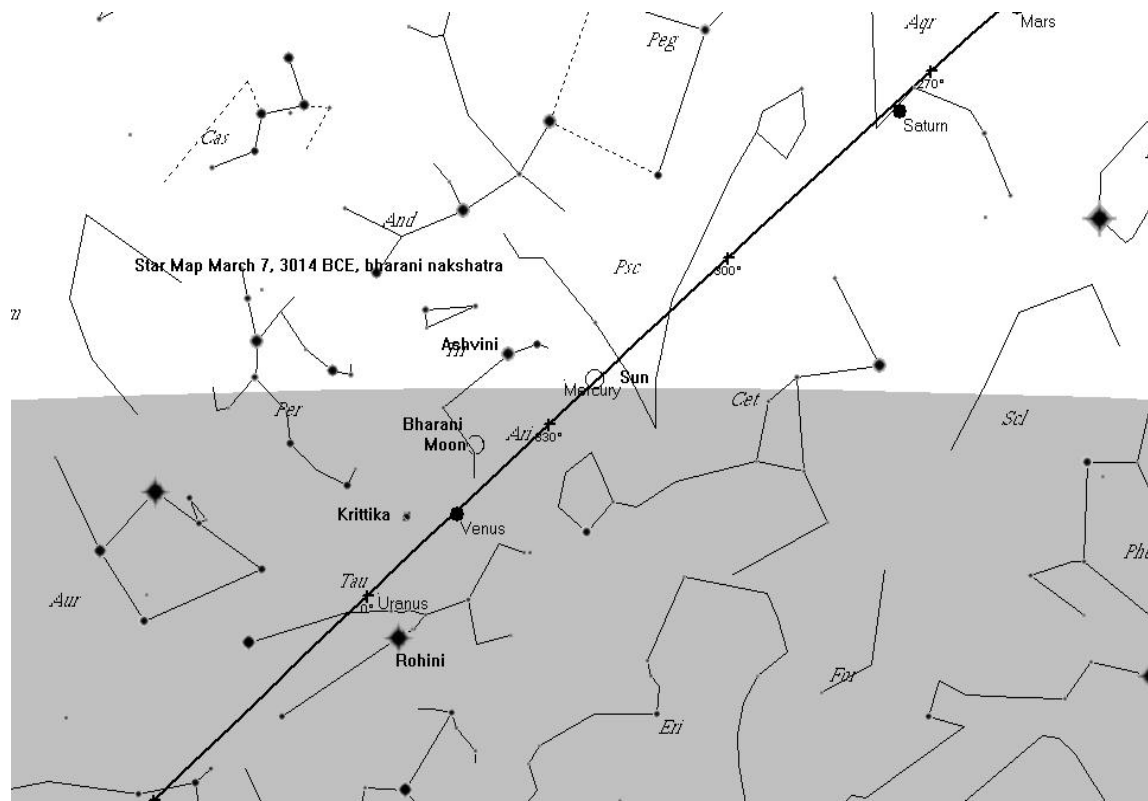 Aqr
Mars
Peg
270°
Saturn
Cas
And
Star Map March 7, 3014 BCE, bharani nakshatra
Psc
300°
Ashvini
Sun
Mercury
Per
Cet
Scl
Bharani
Moon
Ari
330°
Krittika
Venus
Tau
0°
Uranus
Aur
Phe
Rohini
For
Eri